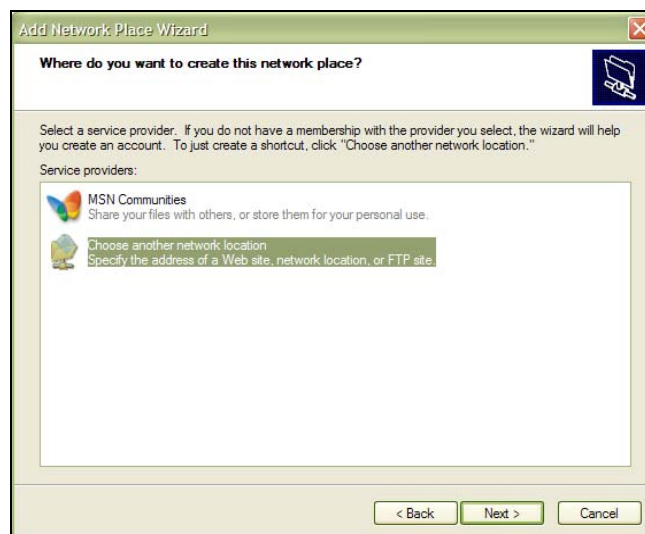 Add Network Place Wizard
Where do you want to create this network place?
Select a service provider. If you do not have a membership with the provider you select, the wizard will help
you create an account. To just create a shortcut, click "Choose another network location."
Service providers:
MSN Communities
Share your files with others, or store them for your personal use.
Choose another network location
Specify the address of a Web site, network location, or FTP site.
< Back
Next >
Cancel